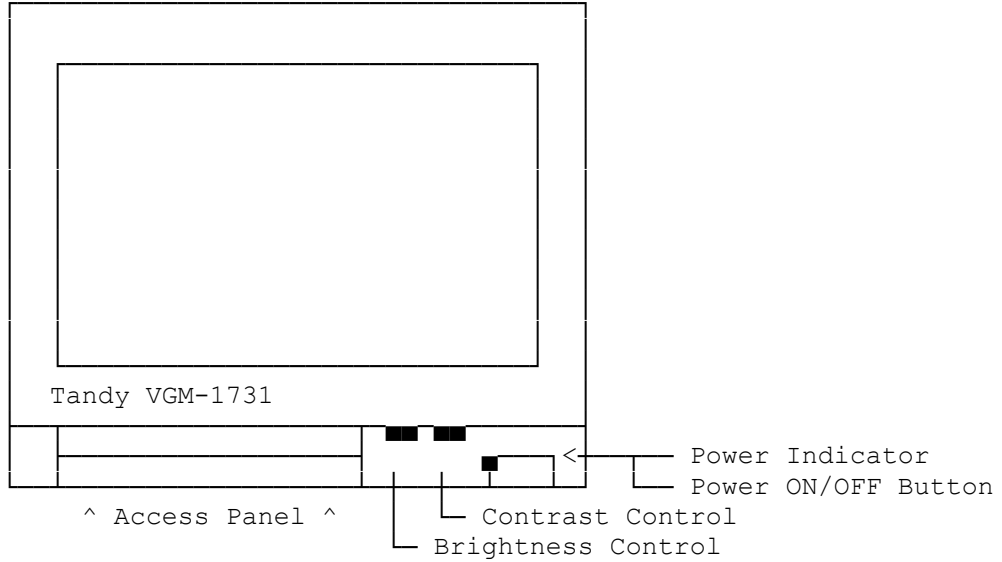 Tandy VGM-1731
< Power Indicator
Power ON/OFF Button
^ Access Panel ^
Contrast Control
Brightness Control